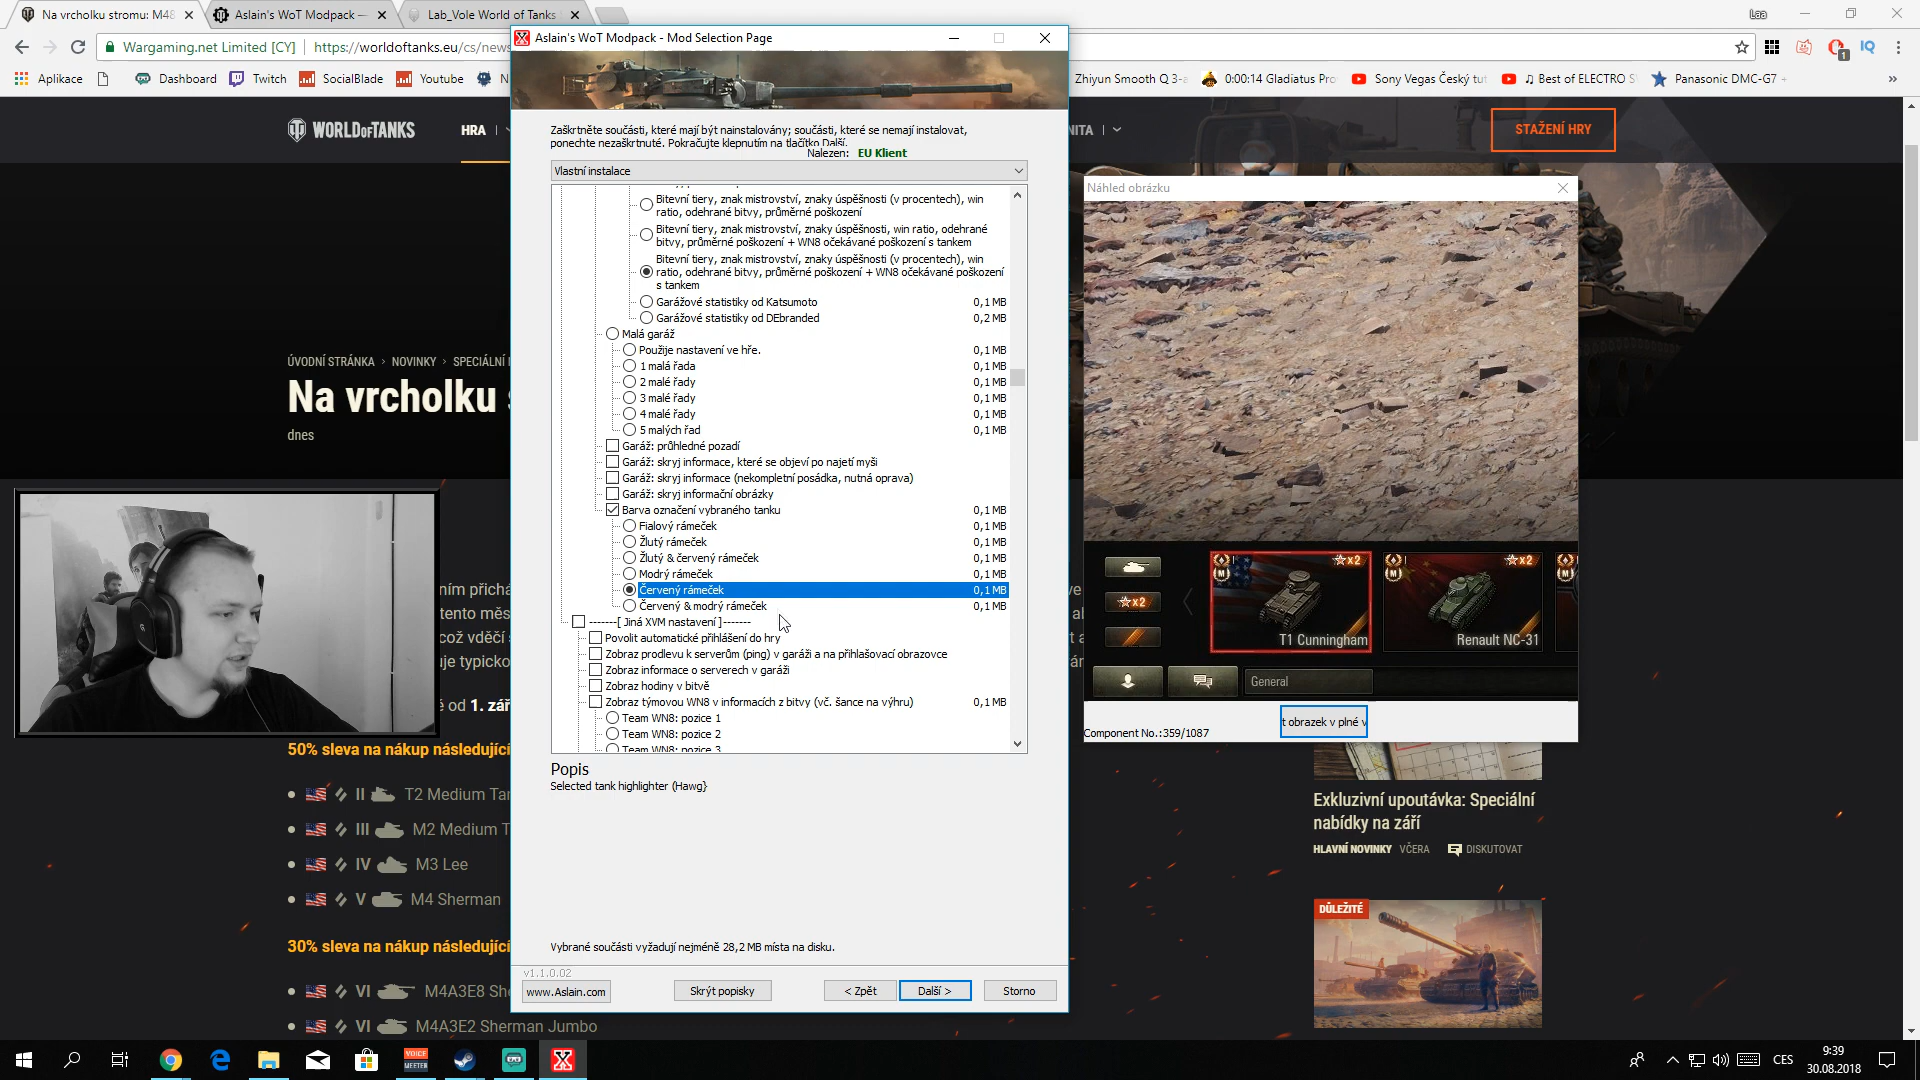 Na vrcholku stromu: M48
Aslain's WoT Modpack —
Lab_Vole World of Tanks
Laa
Wargaming.net Limited [CY]
https://worldoftanks.eu/cs/news
Aplikace
Dashboard
Twitch
SocialBlade
Youtube
Zhiyun Smooth Q 3-a
0:00:14 Gladiatus Pro
Sony Vegas Český tut
♫ Best of ELECTRO S
Panasonic DMC-G7 -
»
WORLD OF TANKS
HRA
NITA
STAŽENÍ HRY
ÚVODNÍ STRÁNKA > NOVINKY > SPECIÁLNÍ
Na vrcholku
dnes
50% sleva na nákup následující
II T2 Medium Tan
III M2 Medium T
IV M3 Lee
V M4 Sherman
30% sleva na nákup následující
VI M4A3E8 She
VI M4A3E2 Sherman Jumbo
Aslain's WoT Modpack - Mod Selection Page
Zaškrtněte součásti, které mají být nainstalovány; součásti, které se nemají instalovat,
ponechte nezaškrtnuté. Pokračujte klepnutím na tlačítko Další.
Nalezen: EU Klient
Vlastní instalace
Bitevní tiery, znak mistrovství, znaky úspěšnosti (v procentech), win
ratio, odehrané bitvy, průměrné poškození
Bitevní tiery, znak mistrovství, znaky úspěšnosti, win ratio, odehrané
bitvy, průměrné poškození + WN8 očekávané poškození s tankem
Bitevní tiery, znak mistrovství, znaky úspěšnosti (v procentech), win
ratio, odehrané bitvy, průměrné poškození + WN8 očekávané poškození
s tankem
Garážové statistiky od Katsumoto 0,1 MB
Garážové statistiky od DEbranded 0,2 MB
Malá garáž
Použije nastavení ve hře. 0,1 MB
1 malá řada 0,1 MB
2 malé řady 0,1 MB
3 malé řady 0,1 MB
4 malé řady 0,1 MB
5 malých řad 0,1 MB
Garáž: průhledné pozadí
Garáž: skryj informace, které se objeví po najetí myši
Garáž: skryj informace (nekompletní posádka, nutná oprava)
Garáž: skryj informační obrázky
Barva označení vybraného tanku 0,1 MB
Fialový rámeček 0,1 MB
Žlutý rámeček 0,1 MB
Žlutý & červený rámeček 0,1 MB
Modrý rámeček 0,1 MB
Červený rámeček 0,1 MB
Červený & modrý rámeček 0,1 MB
-------[ Jiná XVM nastavení ]-------
Povolit automatické přihlášení do hry
Zobraz prodlevu k serverům (ping) v garáži a na přihlašovací obrazovce
Zobraz informace o serverech v garáži
Zobraz hodiny v bitvě
Zobraz týmovou WN8 v informacích z bitvy (vč. šance na výhru) 0,1 MB
Team WN8: pozice 1
Team WN8: pozice 2
Team WN8: pozice 3
Popis
Selected tank highlighter (Hawg}
Vybrané součásti vyžadují nejméně 28,2 MB místa na disku.
v1.1.0.02
www.Aslain.com
Skrýt popisky
< Zpět
Další >
Storno
Náhled obrázku
I
x2
I
x2
x2
T1 Cunningham
Renault NC-31
General
Component No.:359/1087
t obrazek v plné v
Exkluzivní upoutávka: Speciální
nabídky na září
HLAVNÍ NOVINKY VČERA DISKUTOVAT
DŮLEŽITÉ
VOICE
MEETER
CES
9:39
30.08.2018